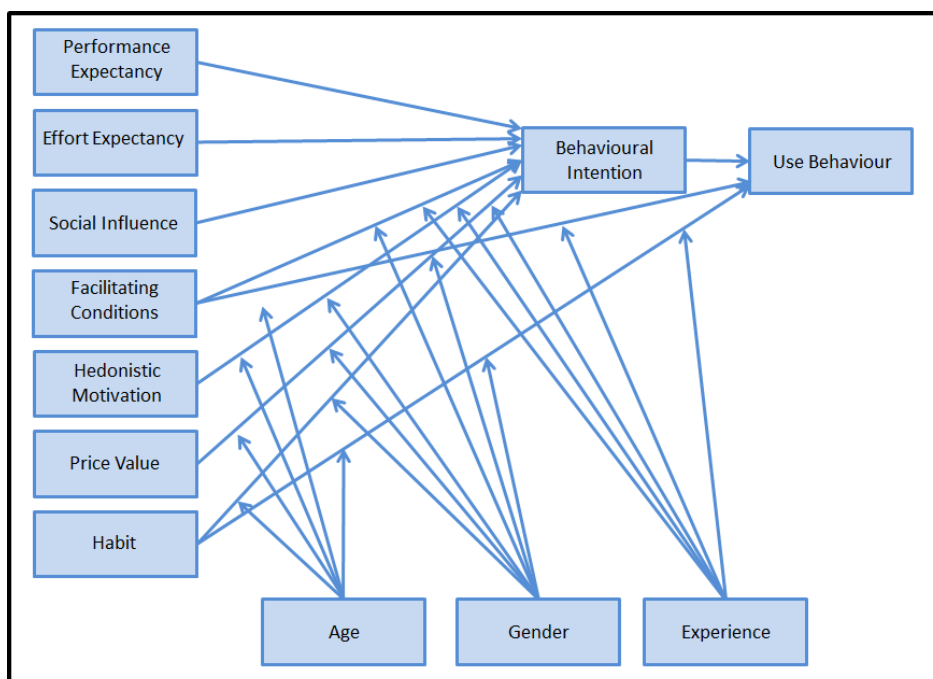 Performance
Expectancy
Effort Expectancy
Behavioural
Intention
Use Behaviour
Social Influence
Facilitating
Conditions
Hedonistic
Motivation
Price Value
Habit
Age
Gender
Experience